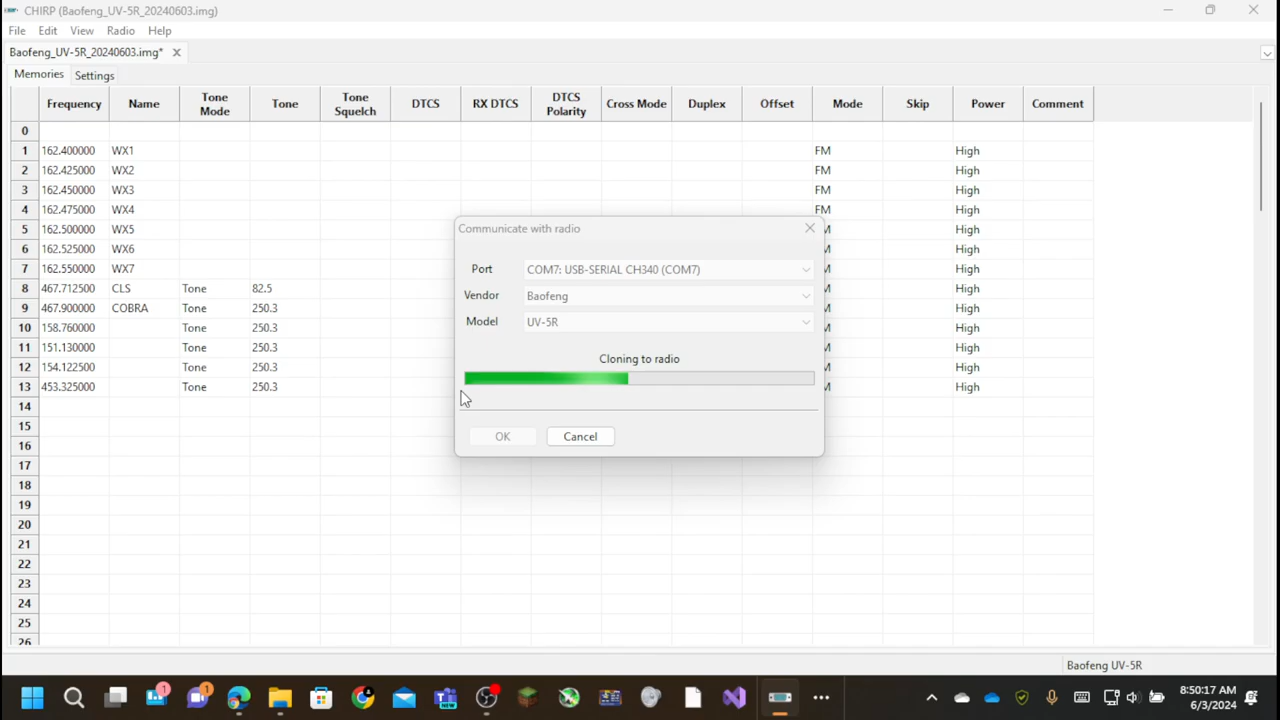 CHIRP (Baofeng_UV-5R_20240603.img)
File Edit View Radio Help
Baofeng_UV-5R_20240603.img*
Memories Settings
Frequency Name Tone Mode Tone Tone Squelch DTCS RX DTCS DTCS Polarity Cross Mode Duplex Offset Mode Skip Power Comment
0
1 162.400000 WX1 FM High
2 162.425000 WX2 FM High
3 162.450000 WX3 FM High
4 162.475000 WX4 FM High
5 162.500000 WX5 High
6 162.525000 WX6 High
7 162.550000 WX7 High
8 467.712500 CLS Tone 82.5 High
9 467.900000 COBRA Tone 250.3 High
10 158.760000 Tone 250.3 High
11 151.130000 Tone 250.3 High
12 154.122500 Tone 250.3 High
13 453.325000 Tone 250.3 High
14
15
16
17
18
19
20
21
22
23
24
25
26
Communicate with radio
Port COM7: USB-SERIAL CH340 (COM7)
Vendor Baofeng
Model UV-5R
Cloning to radio
OK Cancel
Baofeng UV-5R
1
1
NEW
8:50:17 AM
6/3/2024